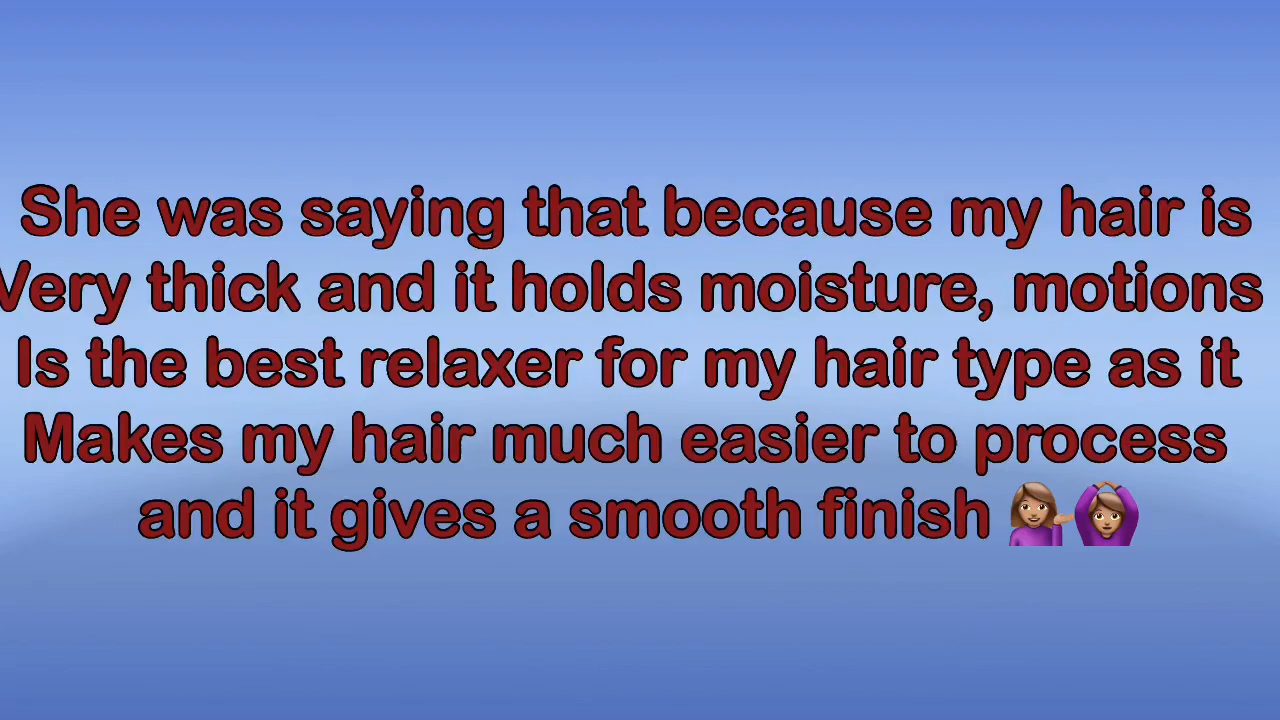 She was saying that because my hair is
Very thick and it holds moisture, motions
Is the best relaxer for my hair type as it
Makes my hair much easier to process
and it gives a smooth finish 💁🏽🙆🏽